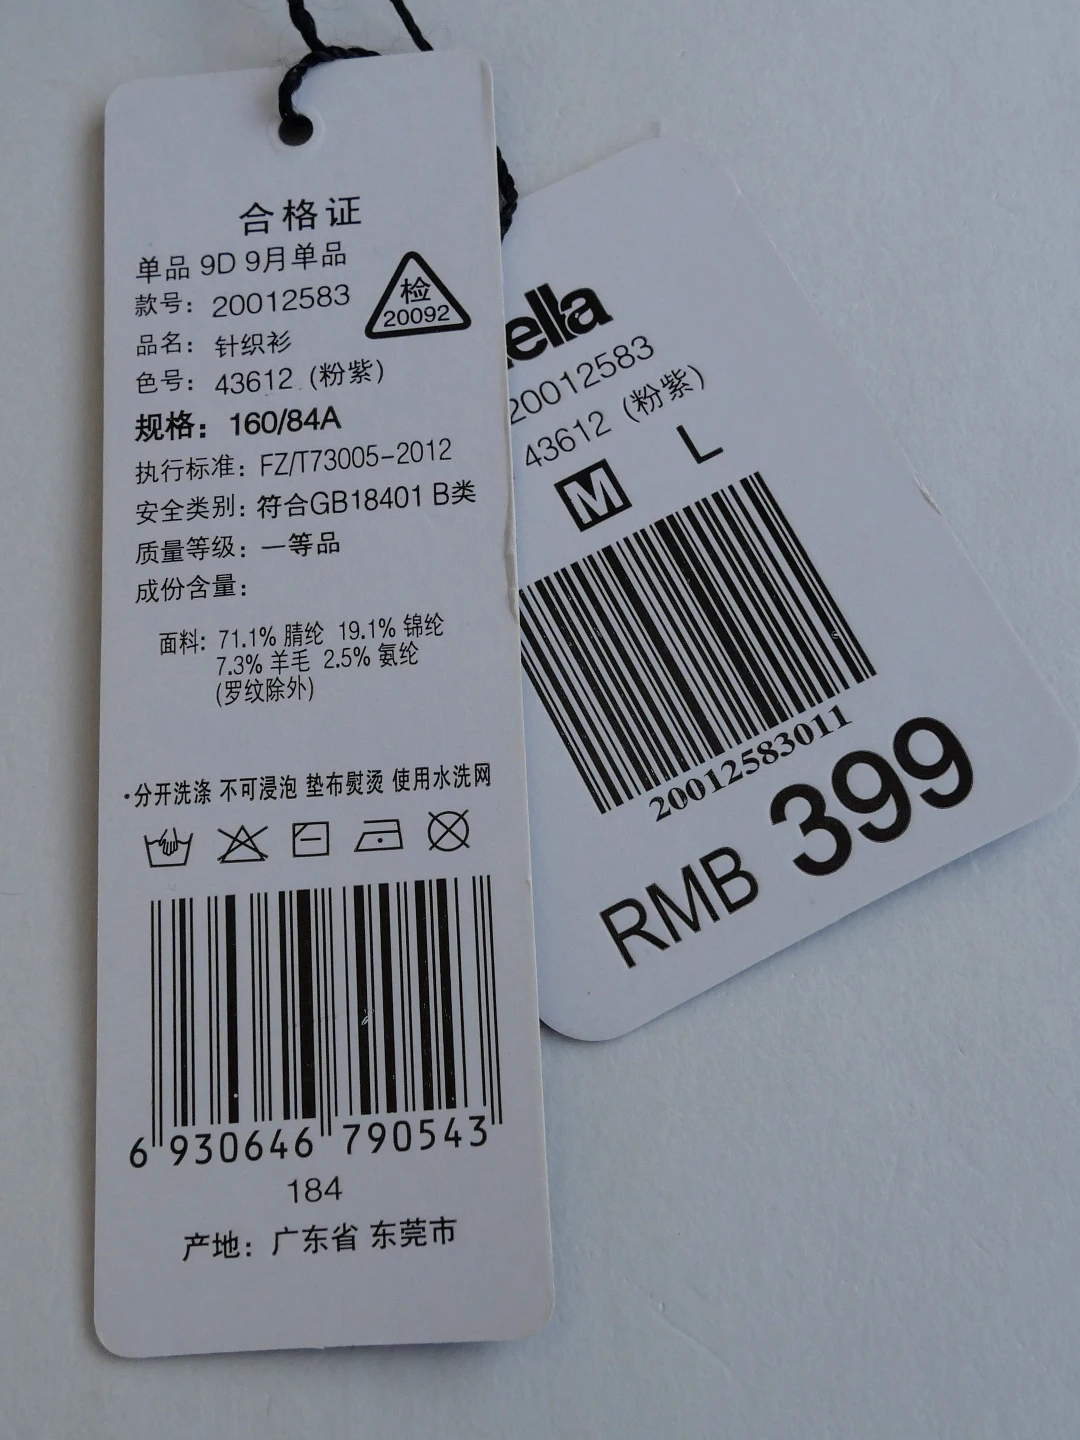 合格证
单品 9D 9月单品
款号: 20012583
检
20092
品名: 针织衫
色号: 43612 (粉紫)
规格: 160/84A
执行标准: FZ/T73005-2012
安全类别: 符合GB18401 B类
质量等级: 一等品
成份含量:
面料: 71.1% 腈纶 19.1% 锦纶
7.3% 羊毛 2.5% 氨纶
(罗纹除外)
·分开洗涤 不可浸泡 垫布熨烫 使用水洗网
6 930646 790543
184
产地: 广东省 东莞市
ella
20012583
43612 (粉紫)
M L
20012583011
RMB 399